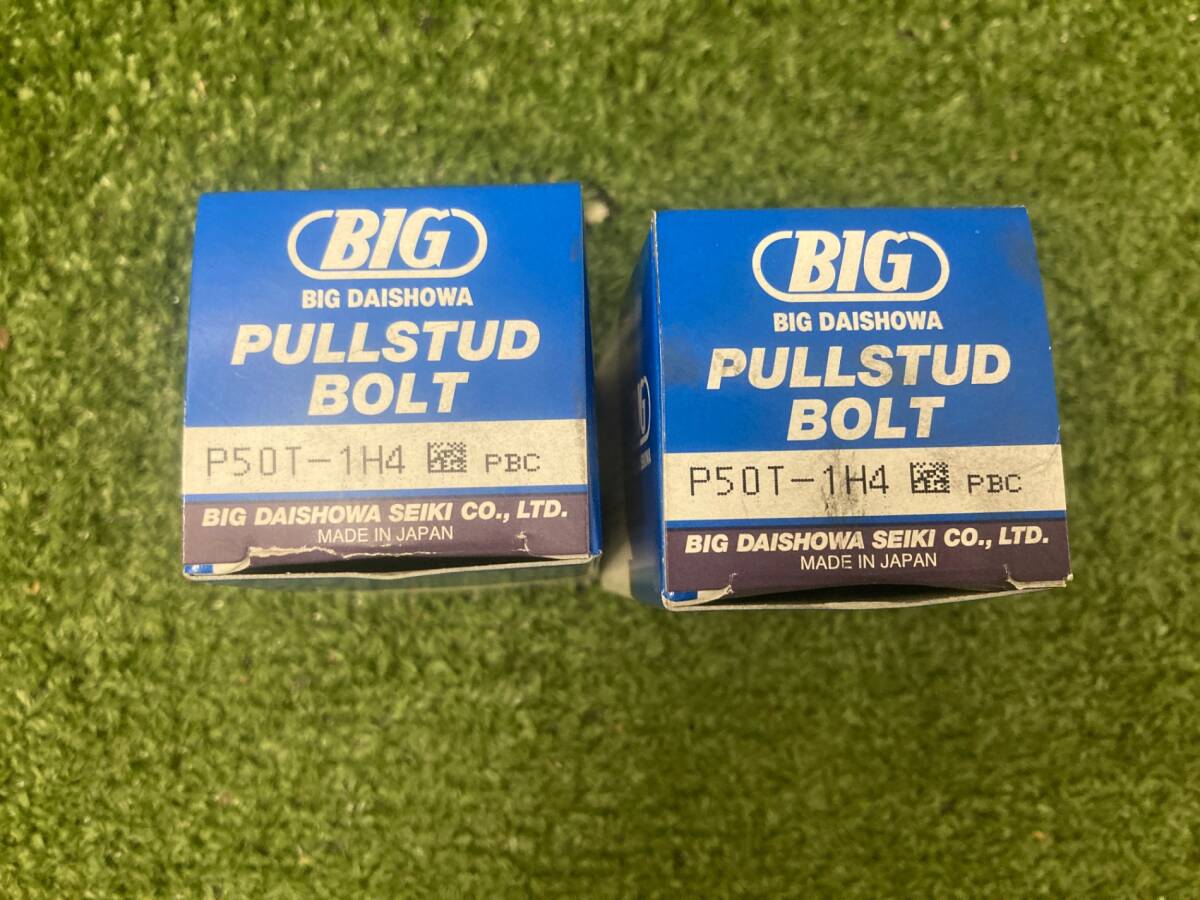 BIG
BIG DAISHOWA
PULLSTUD
BOLT
P50T-1H4 PBC
BIG DAISHOWA SEIKI CO., LTD.
MADE IN JAPAN
BIG
BIG DAISHOWA
PULLSTUD
BOLT
P50T-1H4 PBC
BIG DAISHOWA SEIKI CO., LTD.
MADE IN JAPAN